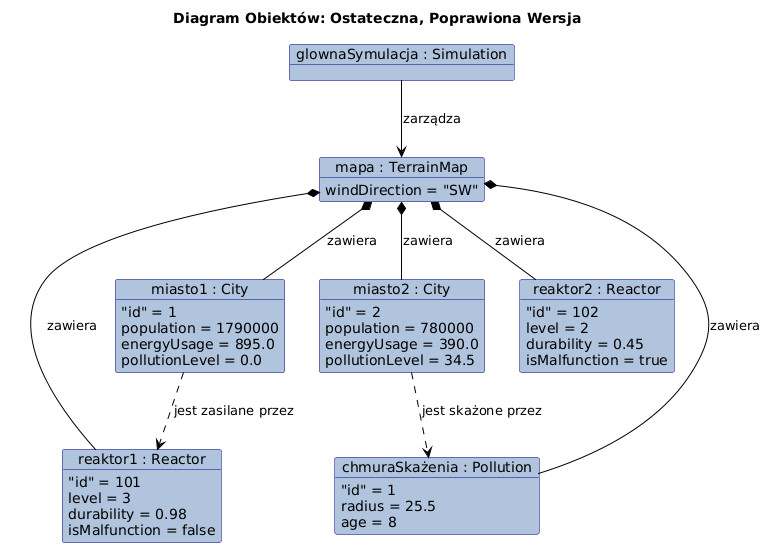 Diagram Obiektów: Ostateczna, Poprawiona Wersja
glownaSymulacja : Simulation
zarządza
mapa : TerrainMap
windDirection = "SW"
zawiera
zawiera
zawiera
miasto1 : City
"id" = 1
population = 1790000
energyUsage = 895.0
pollutionLevel = 0.0
miasto2 : City
"id" = 2
population = 780000
energyUsage = 390.0
pollutionLevel = 34.5
reaktor2 : Reactor
"id" = 102
level = 2
durability = 0.45
isMalfunction = true
zawiera
zawiera
jest zasilane przez
jest skażone przez
reaktor1 : Reactor
"id" = 101
level = 3
durability = 0.98
isMalfunction = false
chmuraSkażenia : Pollution
"id" = 1
radius = 25.5
age = 8